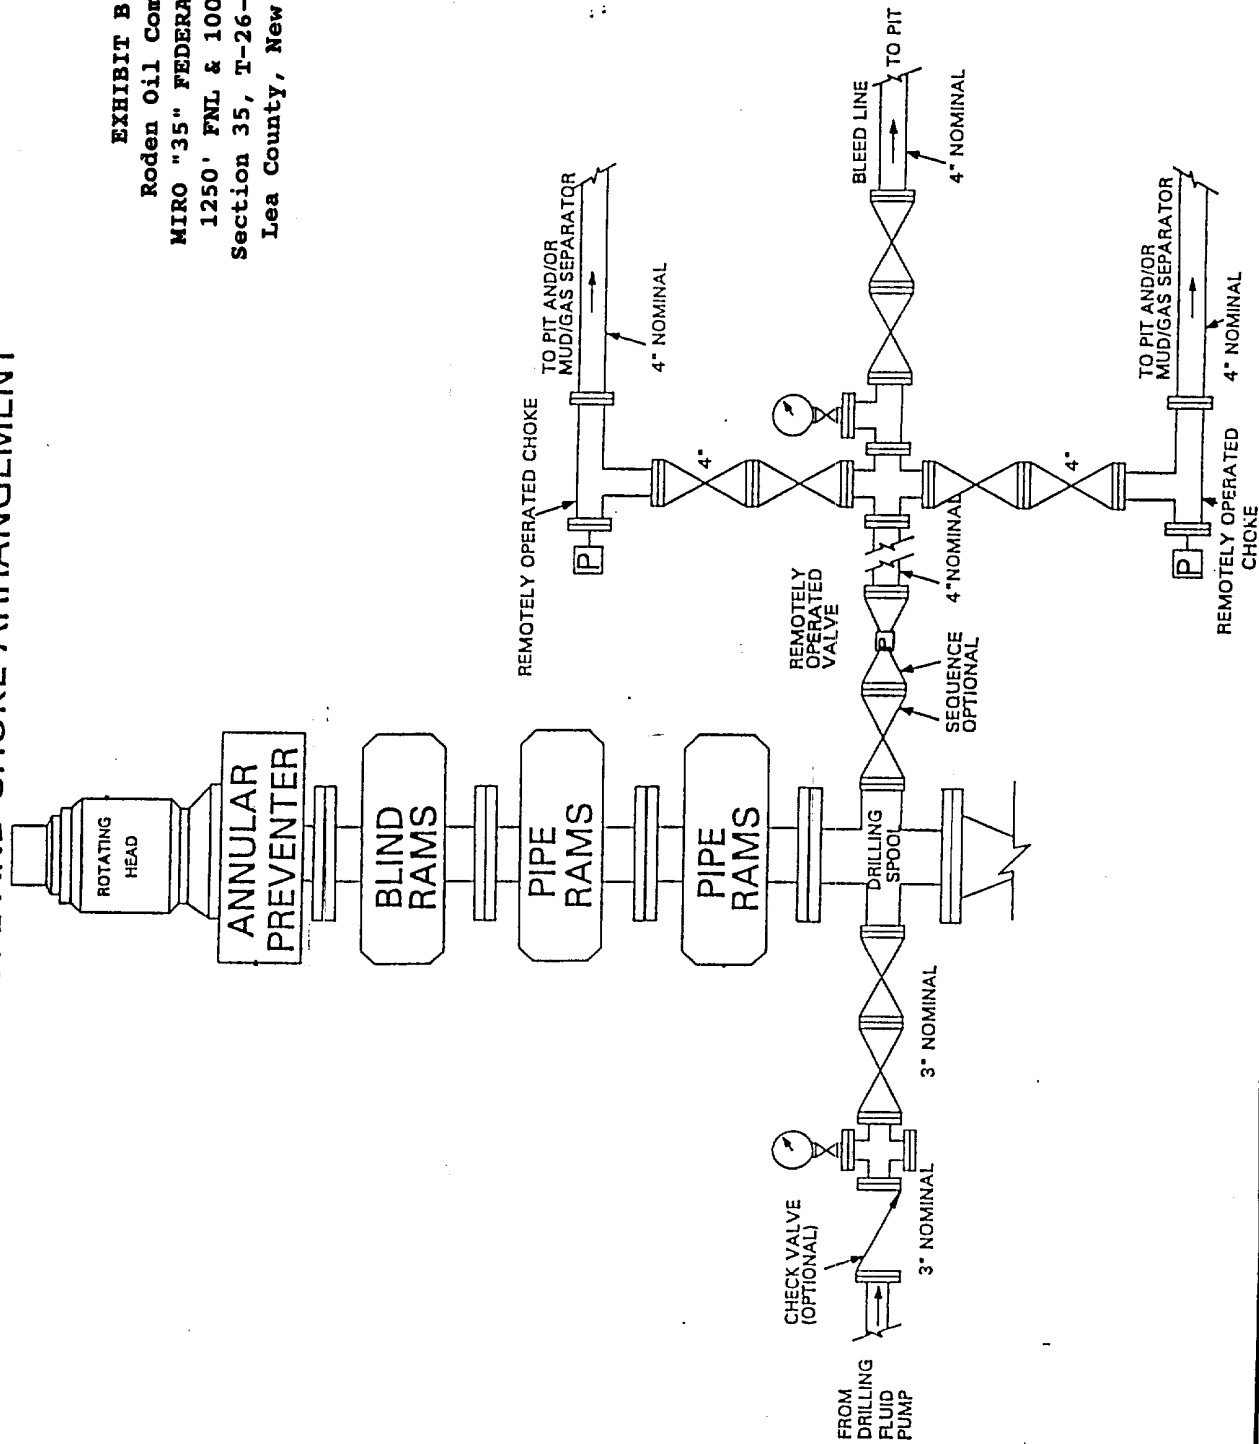 CHOKE ARRANGEMENT
EXHIBIT B
Roden Oil Com
MIRO "35" FEDERA
1250' FNL & 100
Section 35, T-26-
Lea County, New
ROTATING
HEAD
ANNULAR
PREVENTER
BLIND
RAMS
PIPE
RAMS
PIPE
RAMS
DRILLING
SPOOL
FROM
DRILLING
FLUID
PUMP
CHECK VALVE
(OPTIONAL)
3" NOMINAL
3" NOMINAL
SEQUENCE
OPTIONAL
REMOTELY
OPERATED
VALVE
P
4" NOMINAL
REMOTELY OPERATED CHOKE
P
4"
TO PIT AND/OR
MUD/GAS SEPARATOR
4" NOMINAL
BLEED LINE
TO PIT
4" NOMINAL
4"
P
REMOTELY OPERATED
CHOKE
TO PIT AND/OR
MUD/GAS SEPARATOR
4" NOMINAL